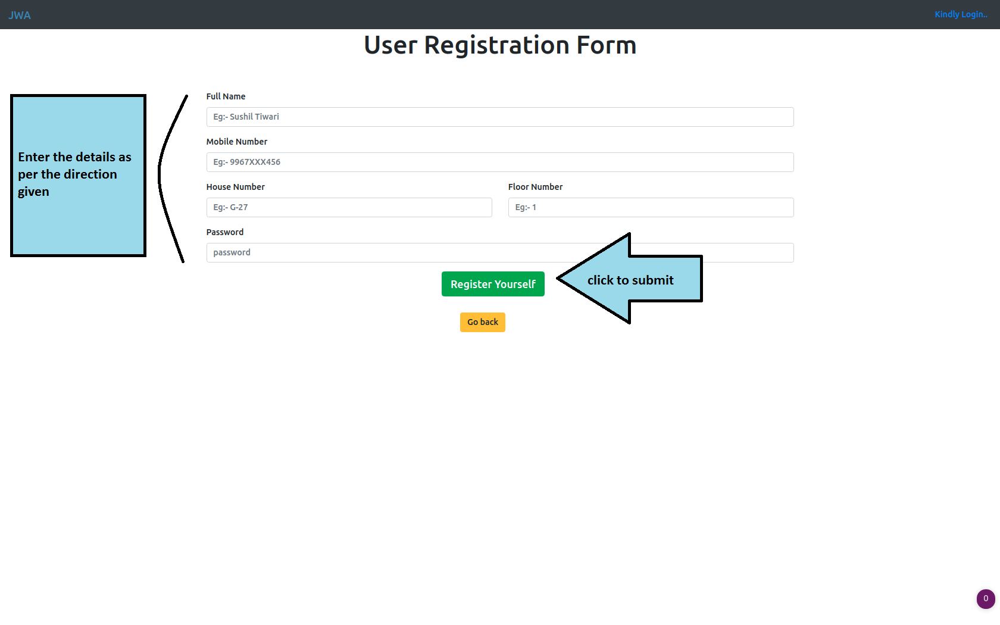 JWA
Kindly Login..
User Registration Form
Enter the details as
per the direction
given
Full Name
Eg:- Sushil Tiwari
Mobile Number
Eg:- 9967XXX456
House Number
Floor Number
Eg:- G-27
Eg:- 1
Password
password
Register Yourself
click to submit
Go back
0